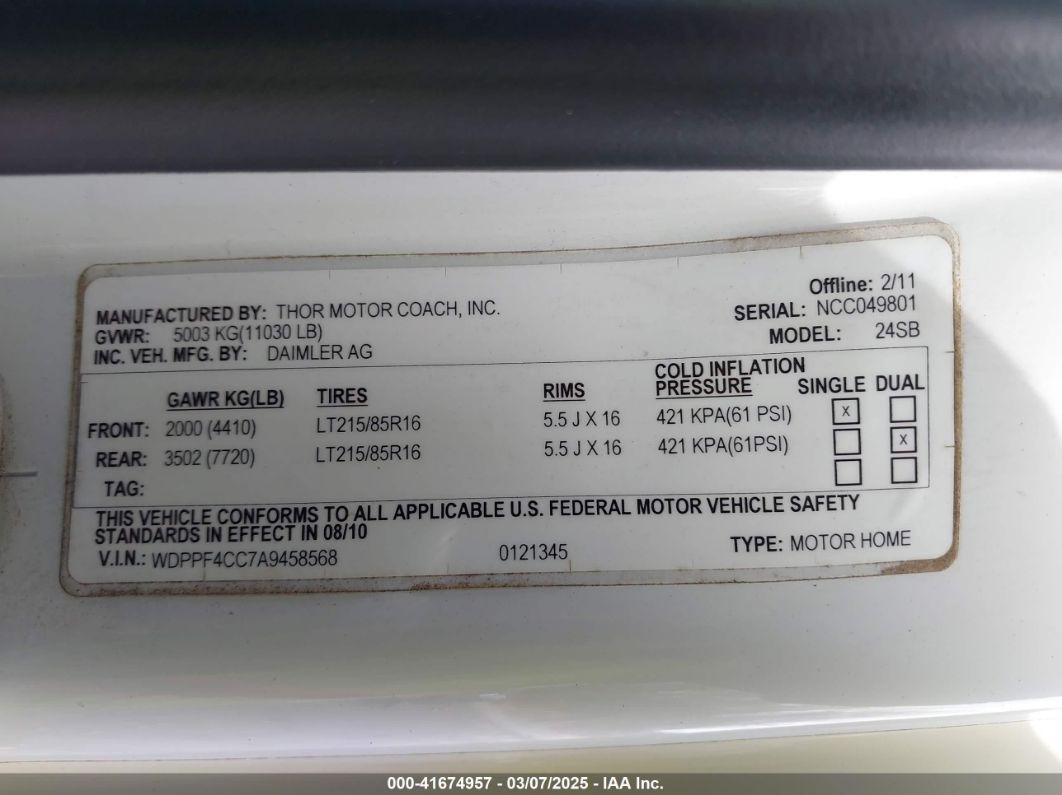 Offline: 2/11
MANUFACTURED BY: THOR MOTOR COACH, INC. SERIAL: NCC049801
GVWR: 5003 KG(11030 LB) MODEL: 24SB
INC. VEH. MFG. BY: DAIMLER AG
GAWR KG(LB) TIRES RIMS COLD INFLATION PRESSURE SINGLE DUAL
FRONT: 2000 (4410) LT215/85R16 5.5 J X 16 421 KPA(61 PSI) X
REAR: 3502 (7720) LT215/85R16 5.5 J X 16 421 KPA(61PSI) X
TAG:
THIS VEHICLE CONFORMS TO ALL APPLICABLE U.S. FEDERAL MOTOR VEHICLE SAFETY
STANDARDS IN EFFECT IN 08/10
V.I.N.: WDPPF4CC7A9458568 0121345 TYPE: MOTOR HOME
000-41674957 - 03/07/2025 - IAA Inc.